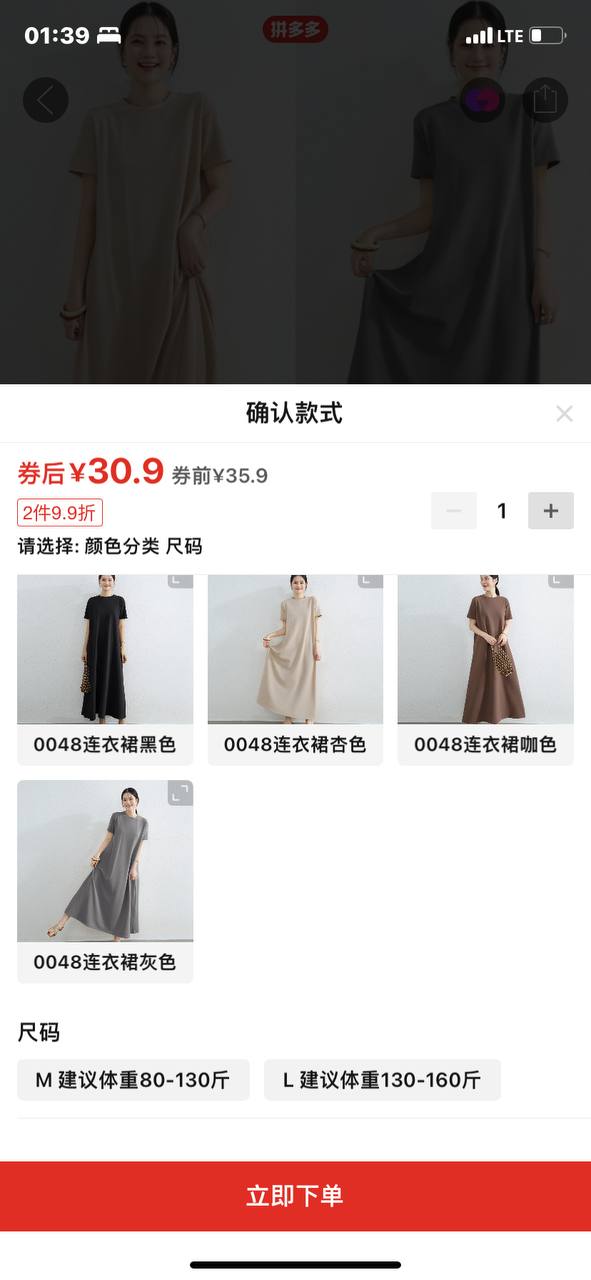 01:39
LTE
拼多多
确认款式
券后¥30.9 券前¥35.9
2件9.9折
1
请选择: 颜色分类 尺码
0048连衣裙黑色
0048连衣裙杏色
0048连衣裙咖色
0048连衣裙灰色
尺码
M 建议体重80-130斤
L 建议体重130-160斤
立即下单